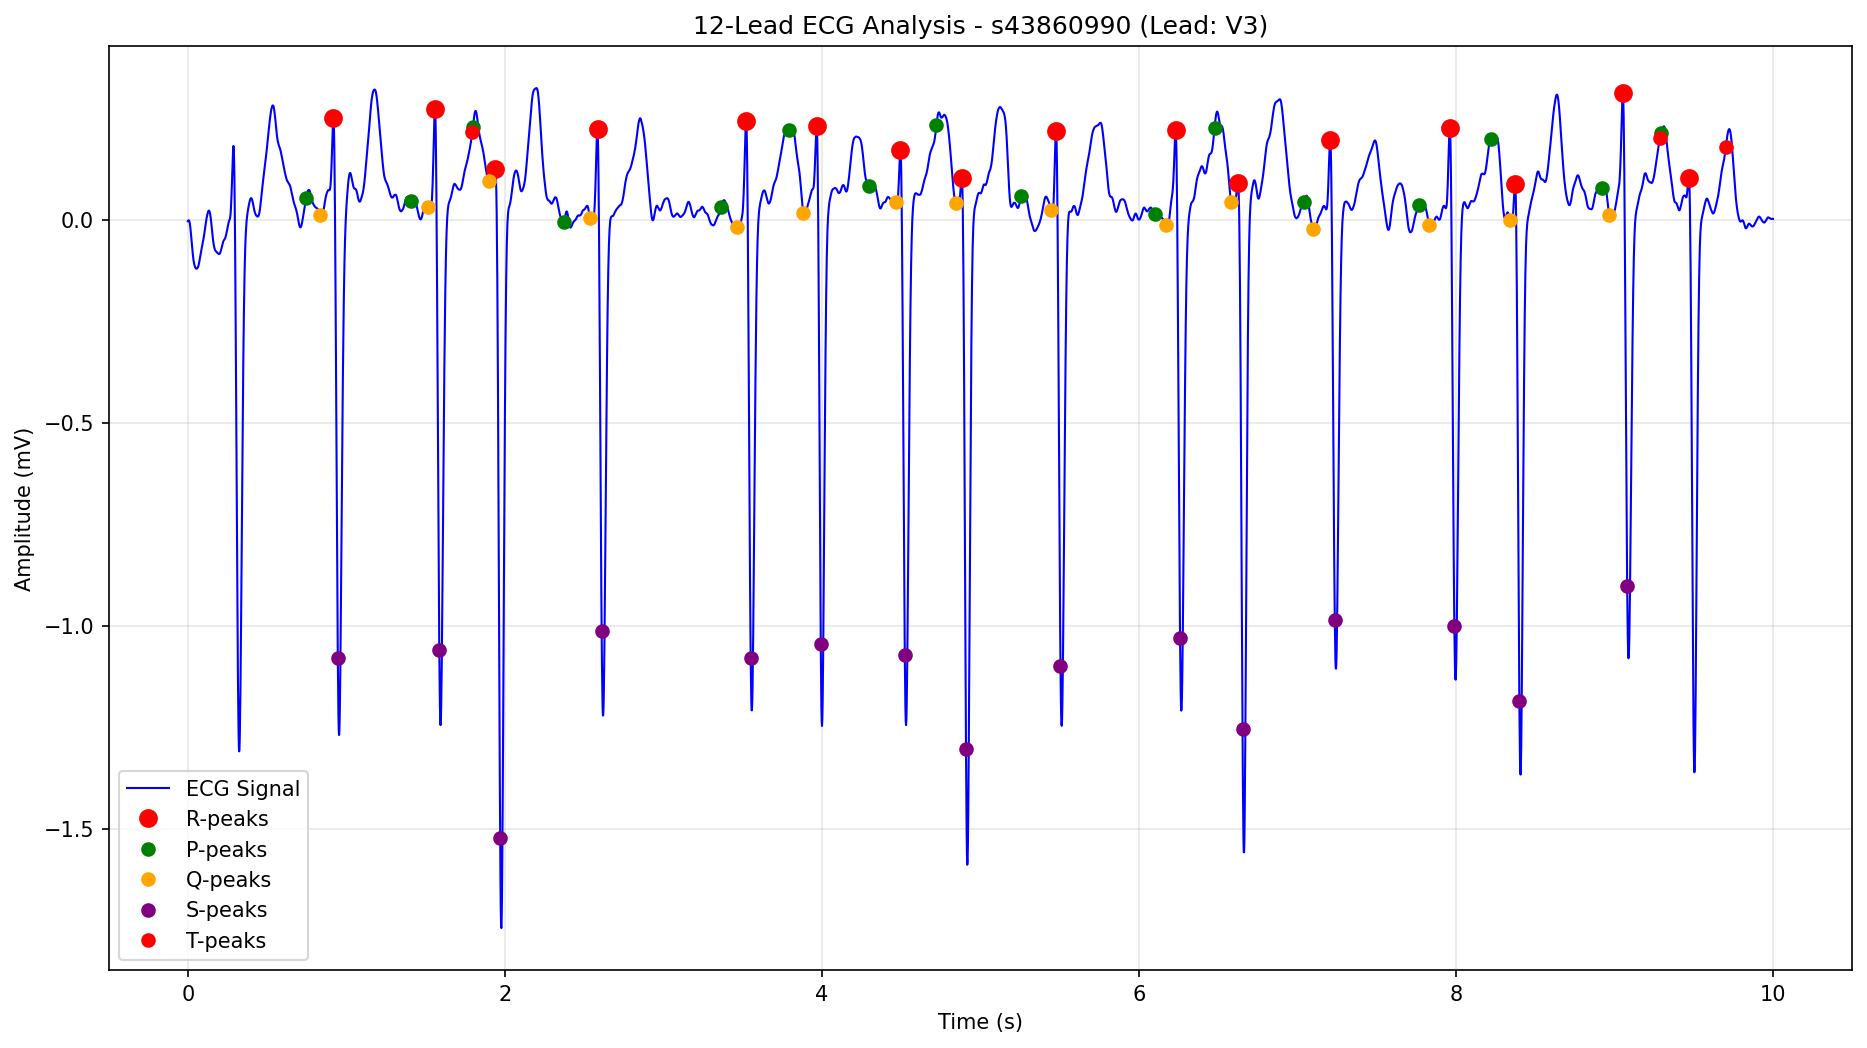 12-Lead ECG Analysis - s43860990 (Lead: V3)
Amplitude (mV)
0.0
−0.5
−1.0
−1.5
ECG Signal
R-peaks
P-peaks
Q-peaks
S-peaks
T-peaks
0 2 4 6 8 10
Time (s)